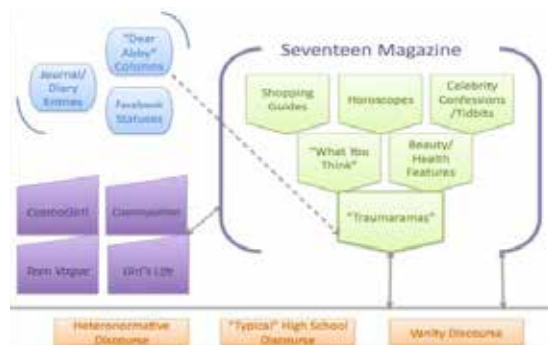 "Dear
Abby"
Columns
Journal/
Diary
Entries
Facebook
Statuses
Seventeen Magazine
Shopping
Guides
Horoscopes
Celebrity
Confessions
/Tidbits
"What You
Think"
Beauty/
Health
Features
"Traumaramas"
CosmoGirl!
Cosmopolitan
Teen Vogue
Girl's Life
Heteronormative
Discourse
"Typical" High School
Discourse
Vanity Discourse